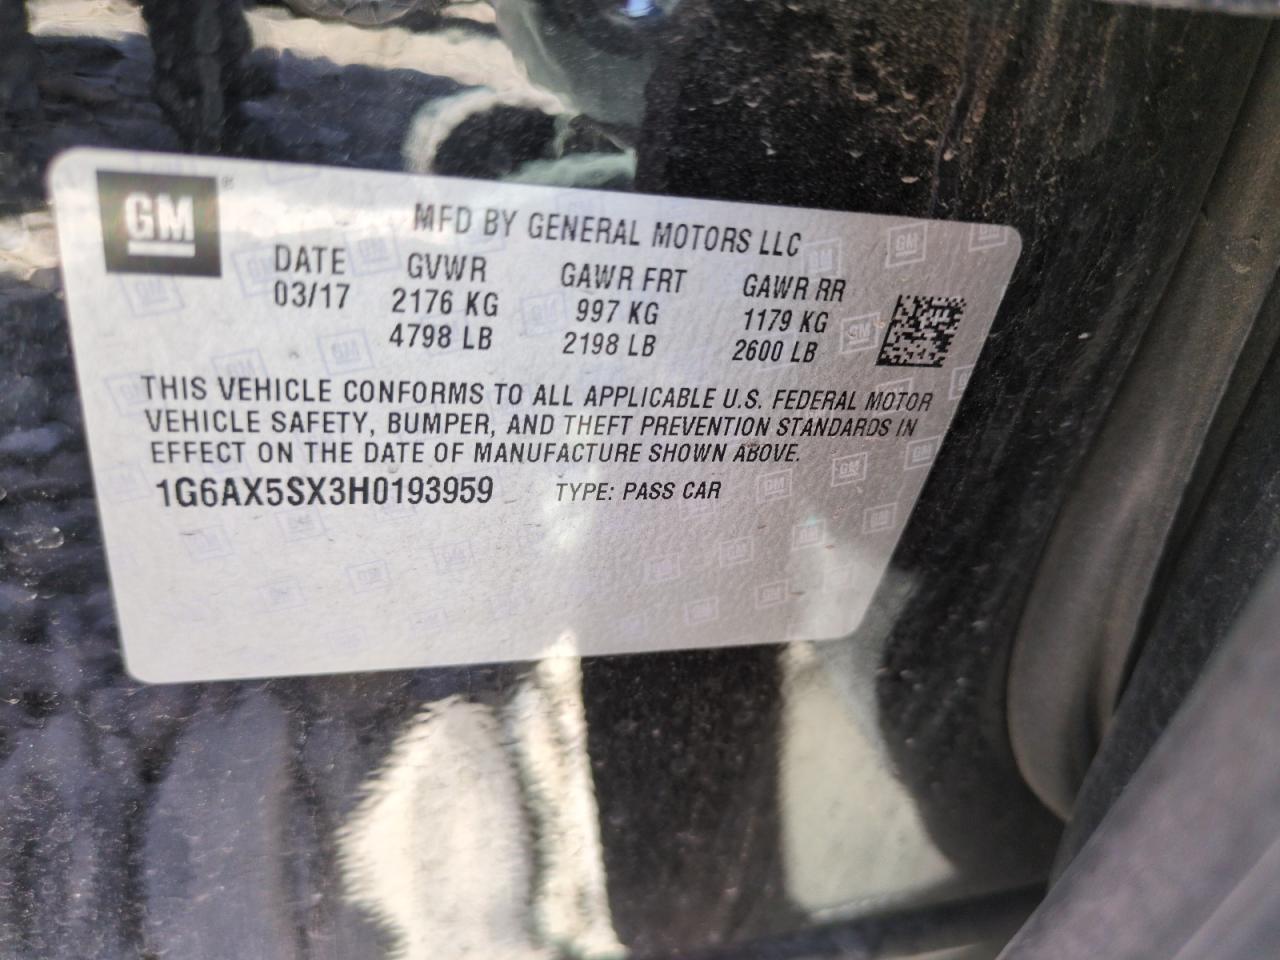 GM
MFD BY GENERAL MOTORS LLC
DATE GVWR GAWR FRT GAWR RR
03/17 2176 KG 997 KG 1179 KG
4798 LB 2198 LB 2600 LB
THIS VEHICLE CONFORMS TO ALL APPLICABLE U.S. FEDERAL MOTOR
VEHICLE SAFETY, BUMPER, AND THEFT PREVENTION STANDARDS IN
EFFECT ON THE DATE OF MANUFACTURE SHOWN ABOVE.
1G6AX5SX3H0193959 TYPE: PASS CAR